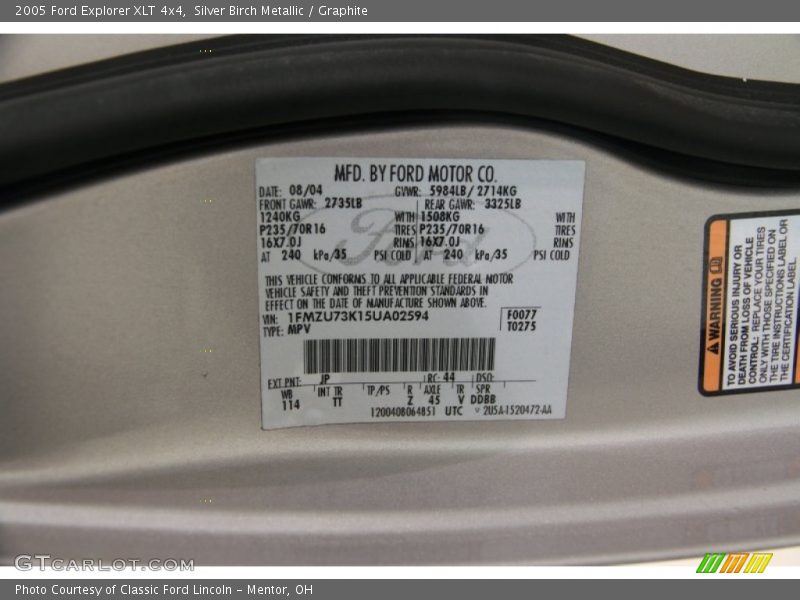 2005 Ford Explorer XLT 4x4, Silver Birch Metallic / Graphite
MFD. BY FORD MOTOR CO.
DATE: 08/04 GVWR: 5984LB/ 2714KG
FRONT GAWR: 2735LB REAR GAWR: 3325LB
1240KG WITH 1508KG WITH
P235/70R16 TIRES P235/70R16 TIRES
16X7.0J RIMS 16X7.0J RINS
AT 240 kPa/35 PSI COLD AT 240 kPa/35 PSI COLD
Ford
THIS VEHICLE CONFORMS TO ALL APPLICABLE FEDERAL MOTOR
VEHICLE SAFETY AND THEFT PREVENTION STANDARDS IN
EFFECT ON THE DATE OF MANUFACTURE SHOWN ABOVE.
VIN: 1FMZU73K15UA02594 F0077
TYPE: MPV T0275
EXT PNT: JP RC: 44 DSO:
WB INT TR TP/PS R AXLE TR SPR
114 TT Z 45 V DDBB
1200408064851 UTC 2U5A-1520472-AA
WARNING
TO AVOID SERIOUS INJURY OR
DEATH FROM LOSS OF VEHICLE
CONTROL: REPLACE YOUR TIRES
ONLY WITH THOSE SPECIFIED ON
THE TIRE INSTRUCTIONS LABEL OR
THE CERTIFICATION LABEL.
GTCARLOT.COM
Photo Courtesy of Classic Ford Lincoln - Mentor, OH